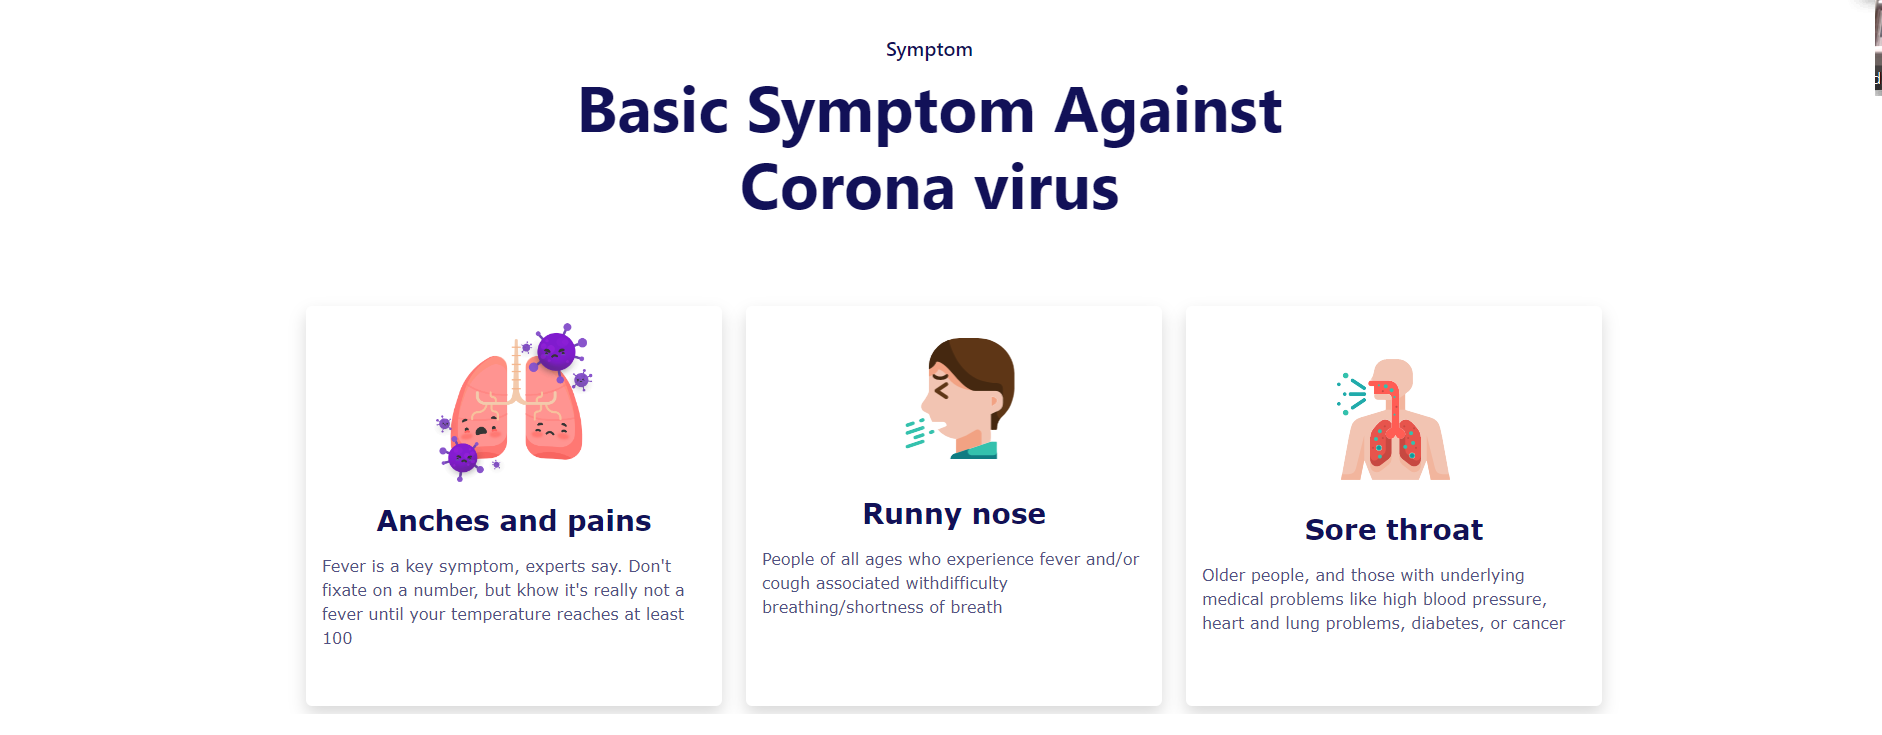 Symptom
Basic Symptom Against
Corona virus
Anches and pains
Fever is a key symptom, experts say. Don't
fixate on a number, but khow it's really not a
fever until your temperature reaches at least
100
Runny nose
People of all ages who experience fever and/or
cough associated withdifficulty
breathing/shortness of breath
Sore throat
Older people, and those with underlying
medical problems like high blood pressure,
heart and lung problems, diabetes, or cancer